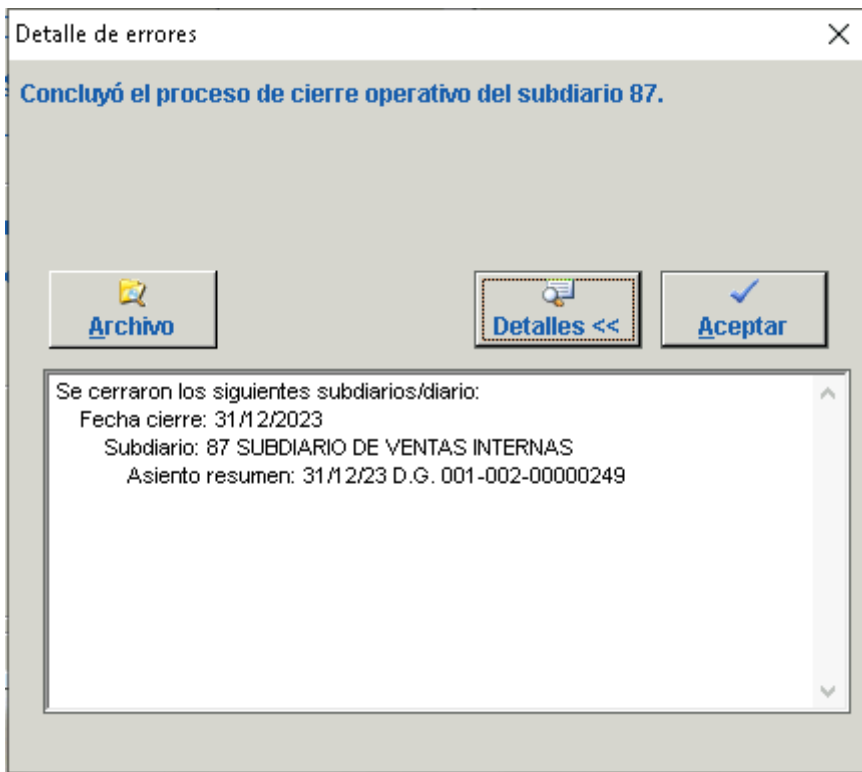 Detalle de errores
Concluyó el proceso de cierre operativo del subdiario 87.
Archivo
Detalles <<
Aceptar
Se cerraron los siguientes subdiarios/diario:
Fecha cierre: 31/12/2023
Subdiario: 87 SUBDIARIO DE VENTAS INTERNAS
Asiento resumen: 31/12/23 D.G. 001-002-00000249